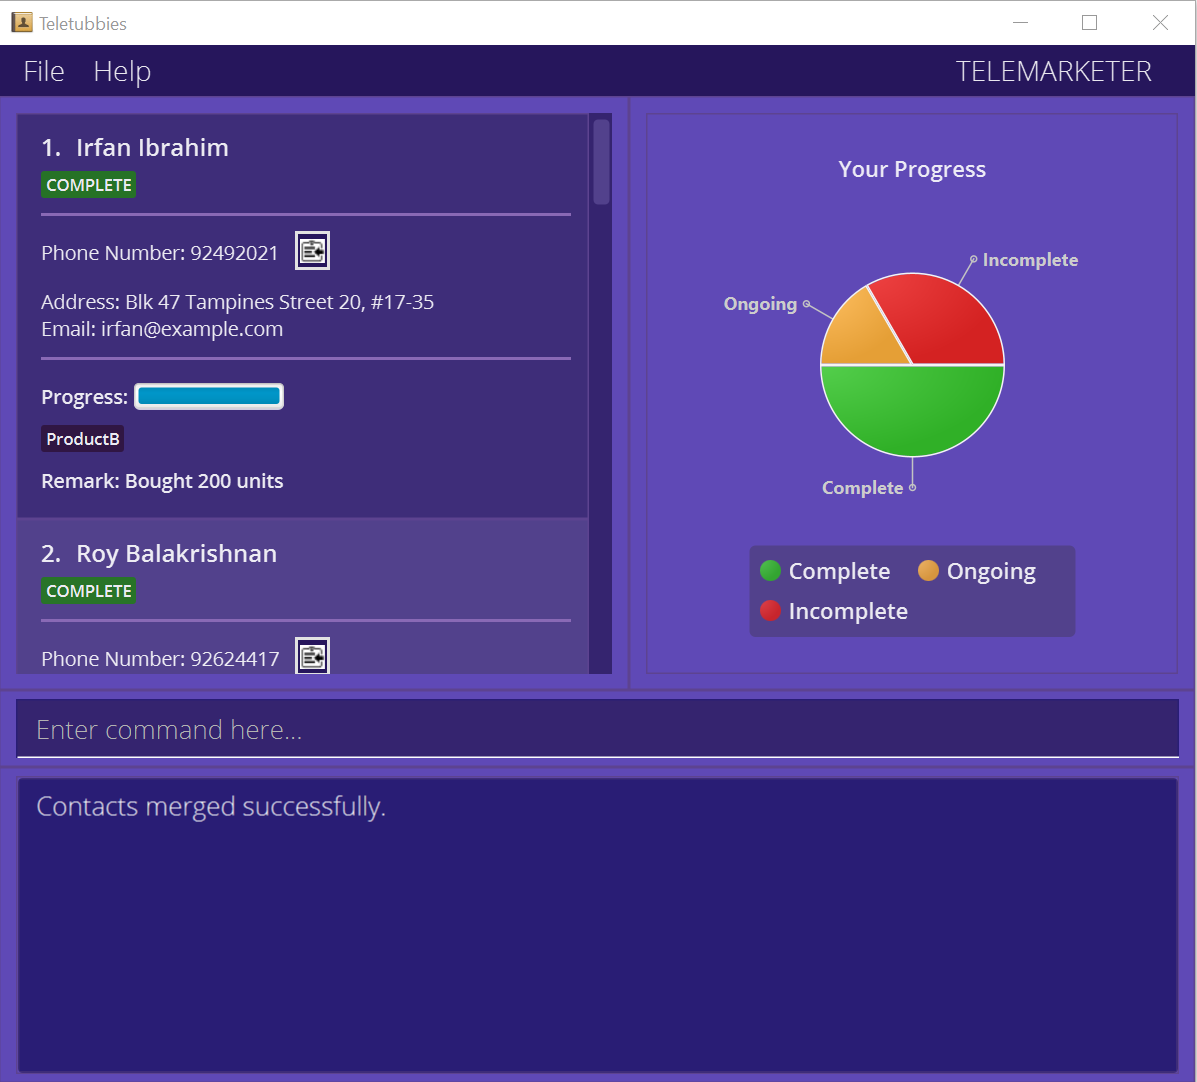 Teletubbies
File Help TELEMARKETER
1. Irfan Ibrahim
COMPLETE
Phone Number: 92492021
Address: Blk 47 Tampines Street 20, #17-35
Email: irfan@example.com
Progress:
ProductB
Remark: Bought 200 units
2. Roy Balakrishnan
COMPLETE
Phone Number: 92624417
Your Progress
Incomplete
Ongoing
Complete
Complete Ongoing
Incomplete
Enter command here...
Contacts merged successfully.